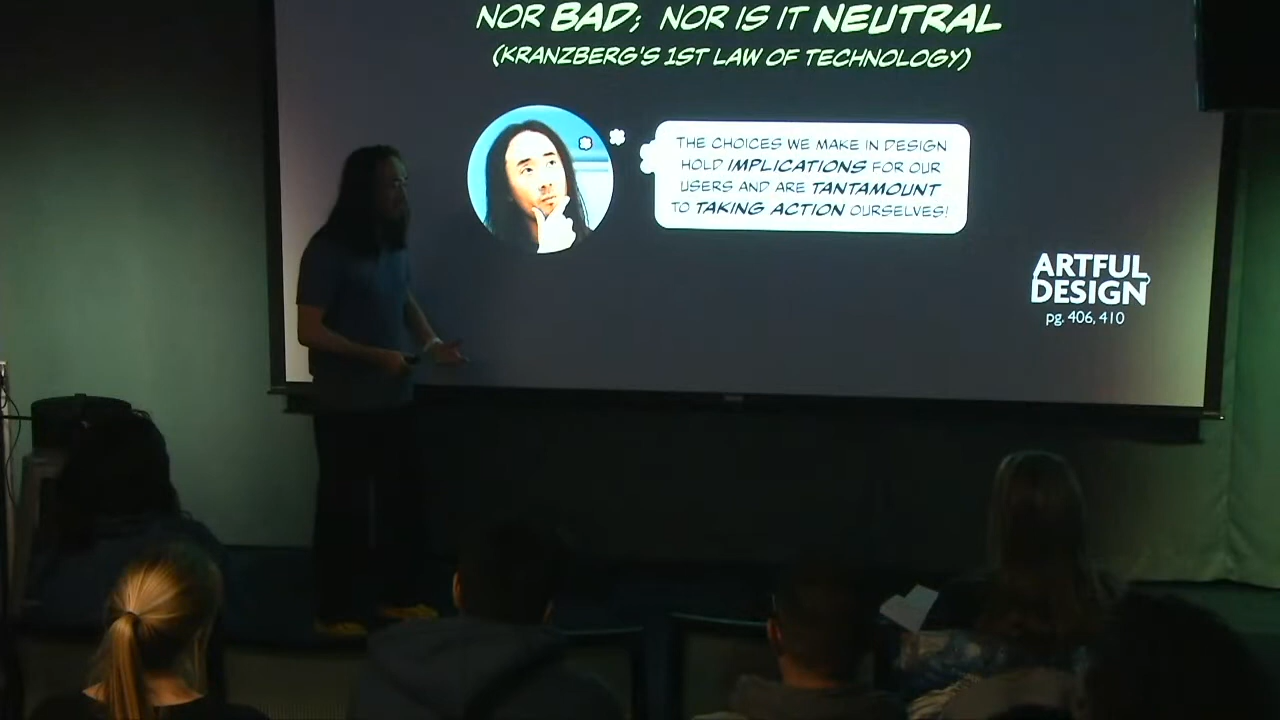 NOR BAD; NOR IS IT NEUTRAL
(KRANZBERG'S 1ST LAW OF TECHNOLOGY)
THE CHOICES WE MAKE IN DESIGN
HOLD IMPLICATIONS FOR OUR
USERS AND ARE TANTAMOUNT
TO TAKING ACTION OURSELVES!
ARTFUL
DESIGN
pg. 406, 410